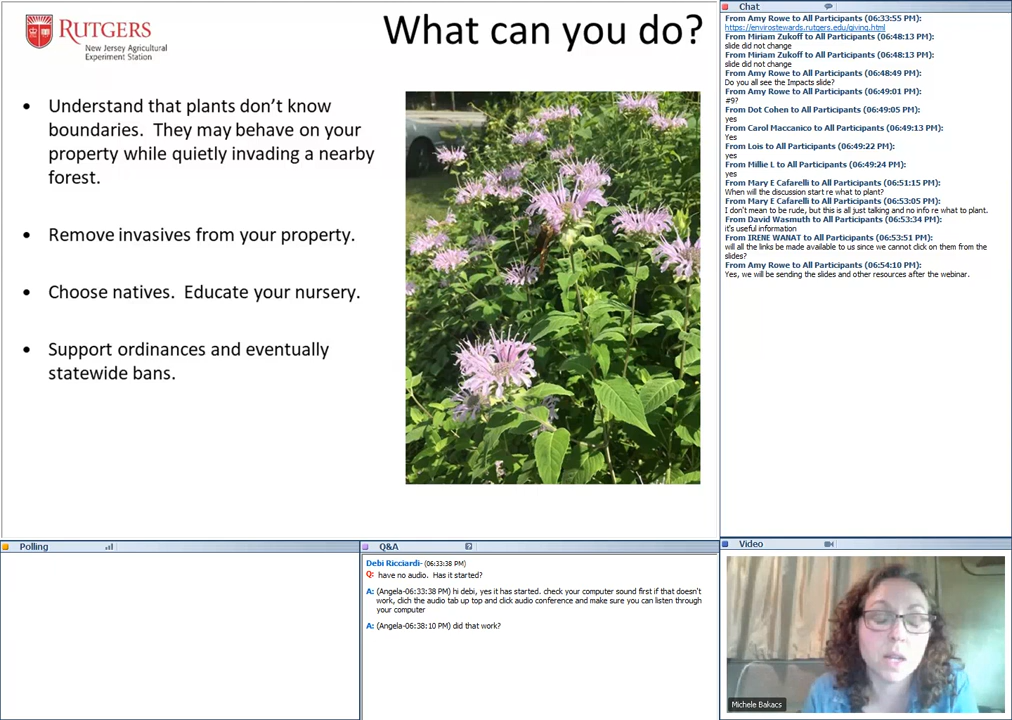 RUTGERS
New Jersey Agricultural
Experiment Station
What can you do?
• Understand that plants don’t know
boundaries.  They may behave on your
property while quietly invading a nearby
forest.
• Remove invasives from your property.
• Choose natives.  Educate your nursery.
• Support ordinances and eventually
statewide bans.
Chat
From Amy Rowe to All Participants (06:33:55 PM):
https://envirostewards.rutgers.edu/giving.html
From Miriam Zukoff to All Participants (06:48:13 PM):
slide did not change
From Miriam Zukoff to All Participants (06:48:13 PM):
slide did not change
From Amy Rowe to All Participants (06:48:49 PM):
Do you all see the Impacts slide?
From Amy Rowe to All Participants (06:49:01 PM):
#9?
From Dot Cohen to All Participants (06:49:05 PM):
yes
From Carol Maccanico to All Participants (06:49:13 PM):
Yes
From Lois to All Participants (06:49:22 PM):
yes
From Millie L to All Participants (06:49:24 PM):
yes
From Mary E Cafarelli to All Participants (06:51:15 PM):
When will the discussion start re what to plant?
From Mary E Cafarelli to All Participants (06:53:05 PM):
I don't mean to be rude, but this is all just talking and no info re what to plant.
From David Wasmuth to All Participants (06:53:34 PM):
it's useful information
From IRENE WANAT to All Participants (06:53:51 PM):
will all the links be made available to us since we cannot click on them from the
slides?
From Amy Rowe to All Participants (06:54:10 PM):
Yes, we will be sending the slides and other resources after the webinar.
Polling
Q&A
Debi Ricciardi- (06:33:38 PM)
Q: have no audio.  Has it started?
A: (Angela-06:33:38 PM) hi debi, yes it has started. check your computer sound first if that doesn't
work, clich the audio tab up top and click audio conference and make sure you can listen through
your computer
A: (Angela-06:38:10 PM) did that work?
Video
Michele Bakacs